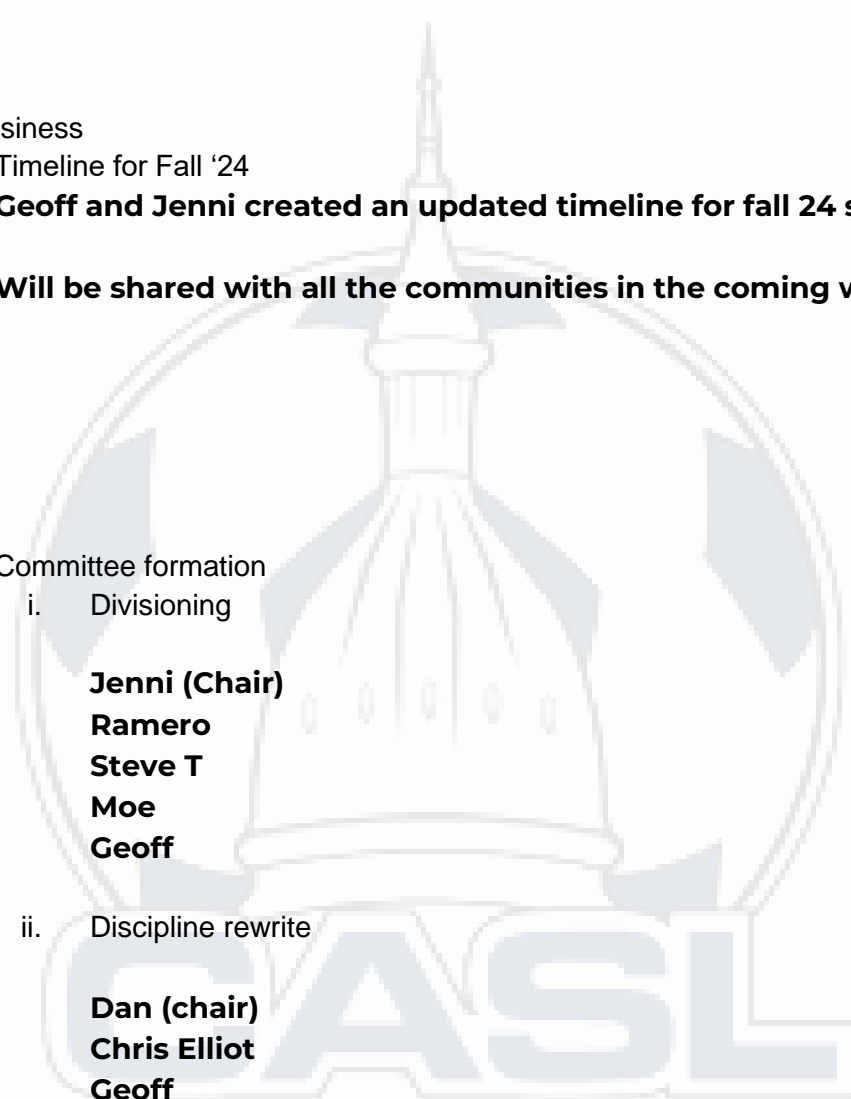 siness
Timeline for Fall ‘24
Geoff and Jenni created an updated timeline for fall 24 s
Will be shared with all the communities in the coming
Committee formation
i. Divisioning
Jenni (Chair)
Ramero
Steve T
Moe
Geoff
ii. Discipline rewrite
Dan (chair)
Chris Elliot
Geoff
CASL